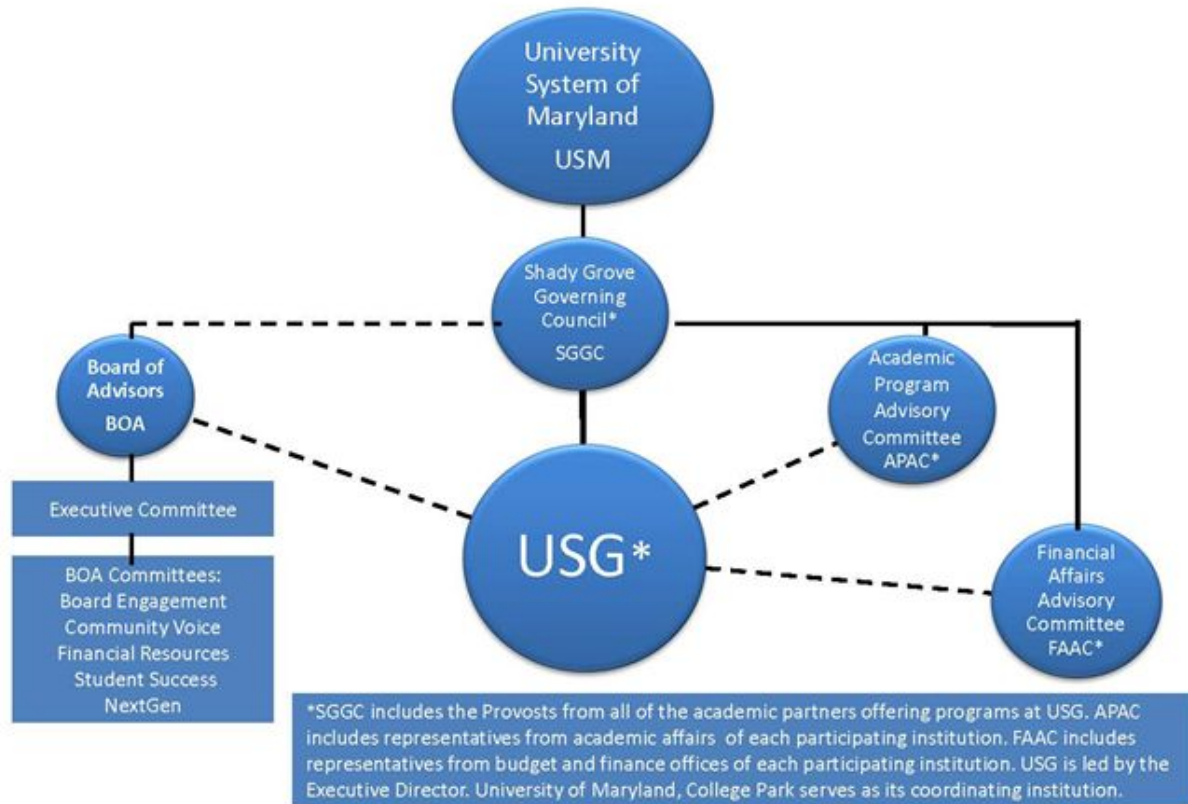 University
System of
Maryland
USM
Shady Grove
Governing
Council*
SGGC
Board of
Advisors
BOA
Academic
Program
Advisory
Committee
APAC*
Executive Committee
USG*
Financial
Affairs
Advisory
Committee
FAAC*
BOA Committees:
Board Engagement
Community Voice
Financial Resources
Student Success
NextGen
*SGGC includes the Provosts from all of the academic partners offering programs at USG. APAC
includes representatives from academic affairs of each participating institution. FAAC includes
representatives from budget and finance offices of each participating institution. USG is led by the
Executive Director. University of Maryland, College Park serves as its coordinating institution.